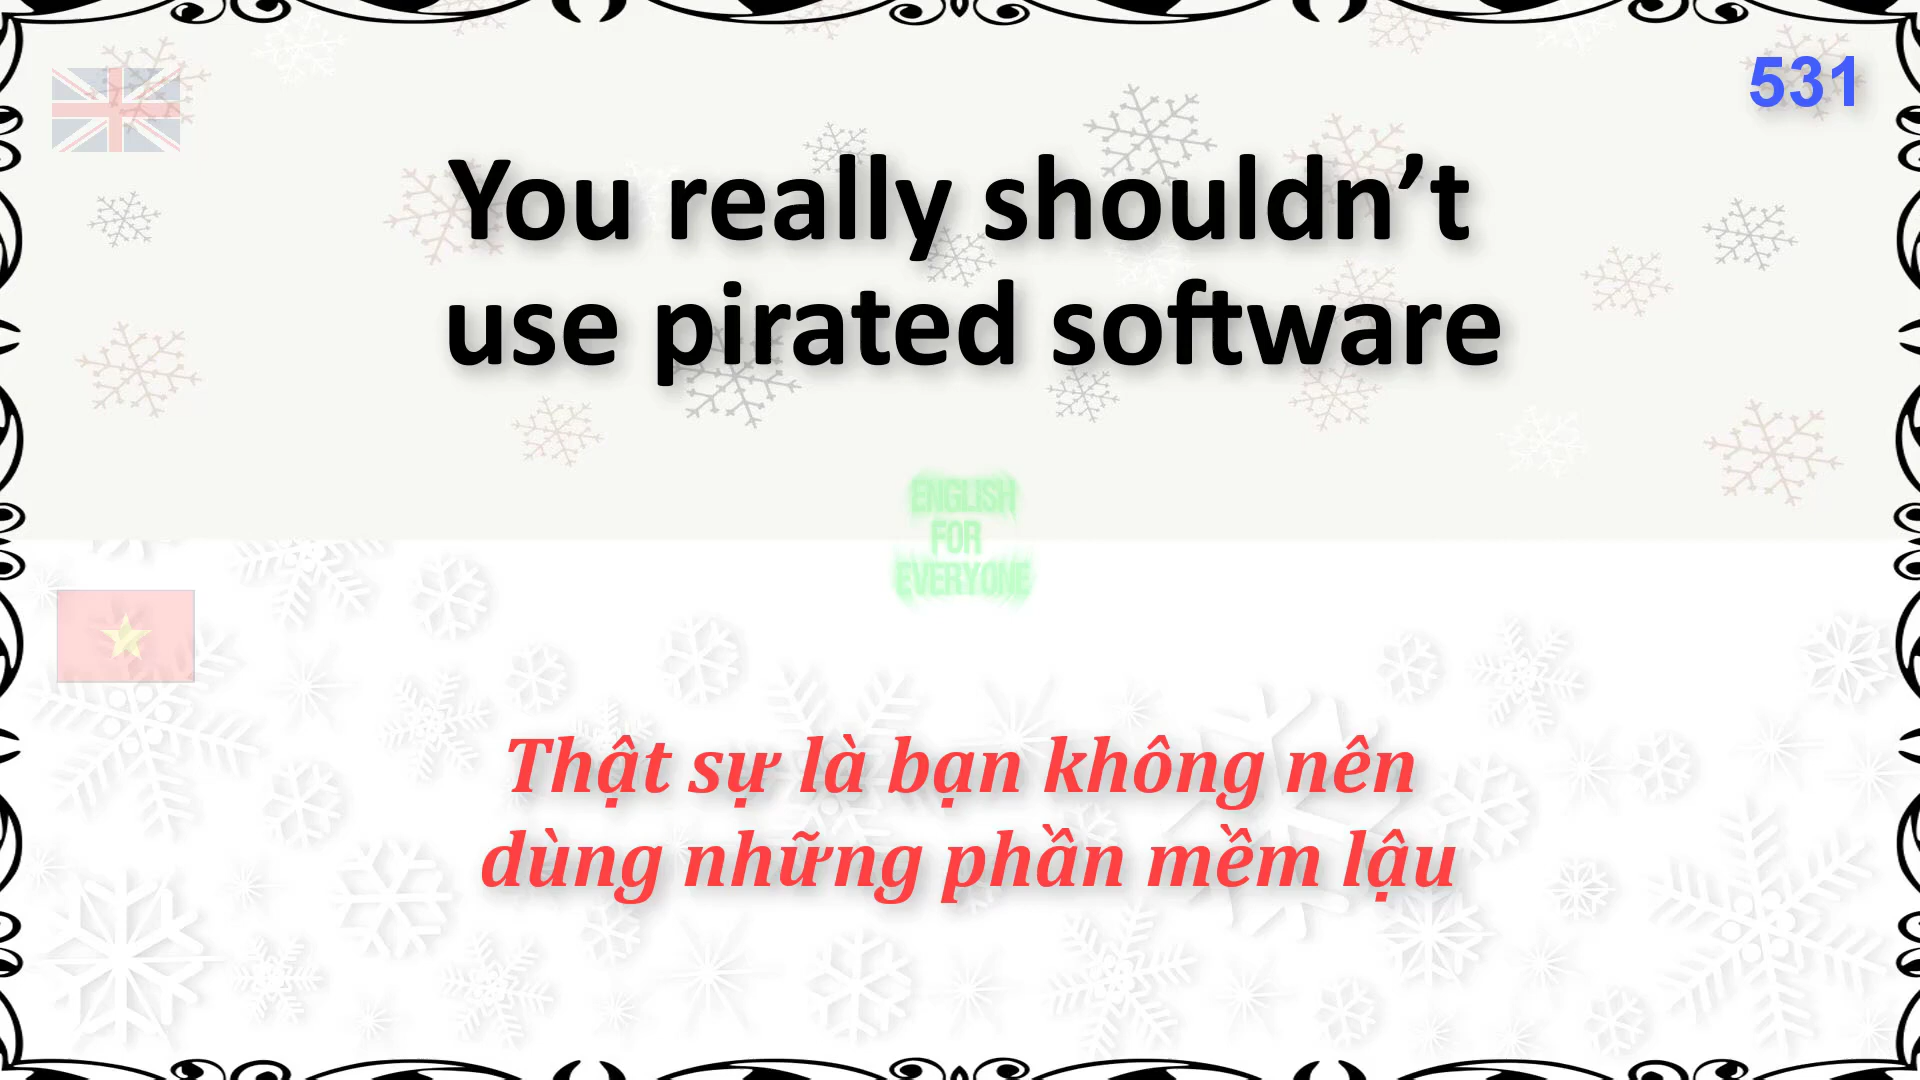 531
You really shouldn’t
use pirated software
ENGLISH
FOR
EVERYONE
Thật sự là bạn không nên
dùng những phần mềm lậu